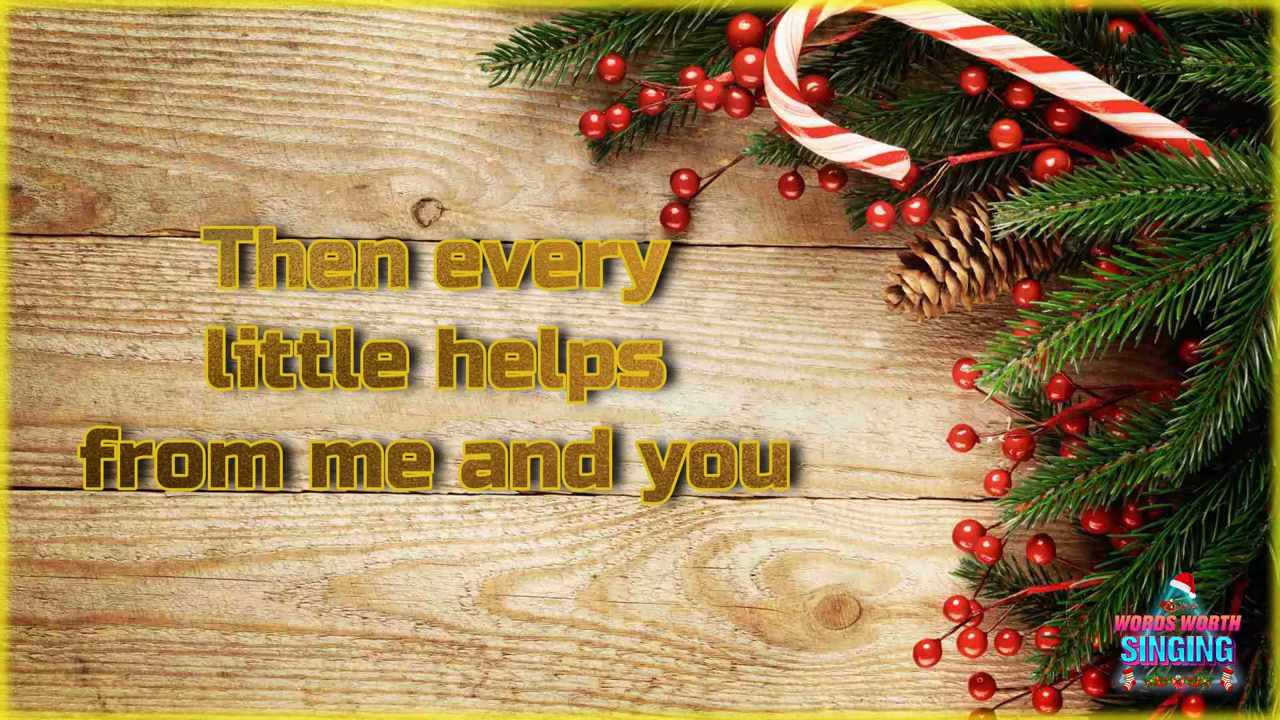 Then every
little helps
from me and you
WORDS WORTH
SINGING